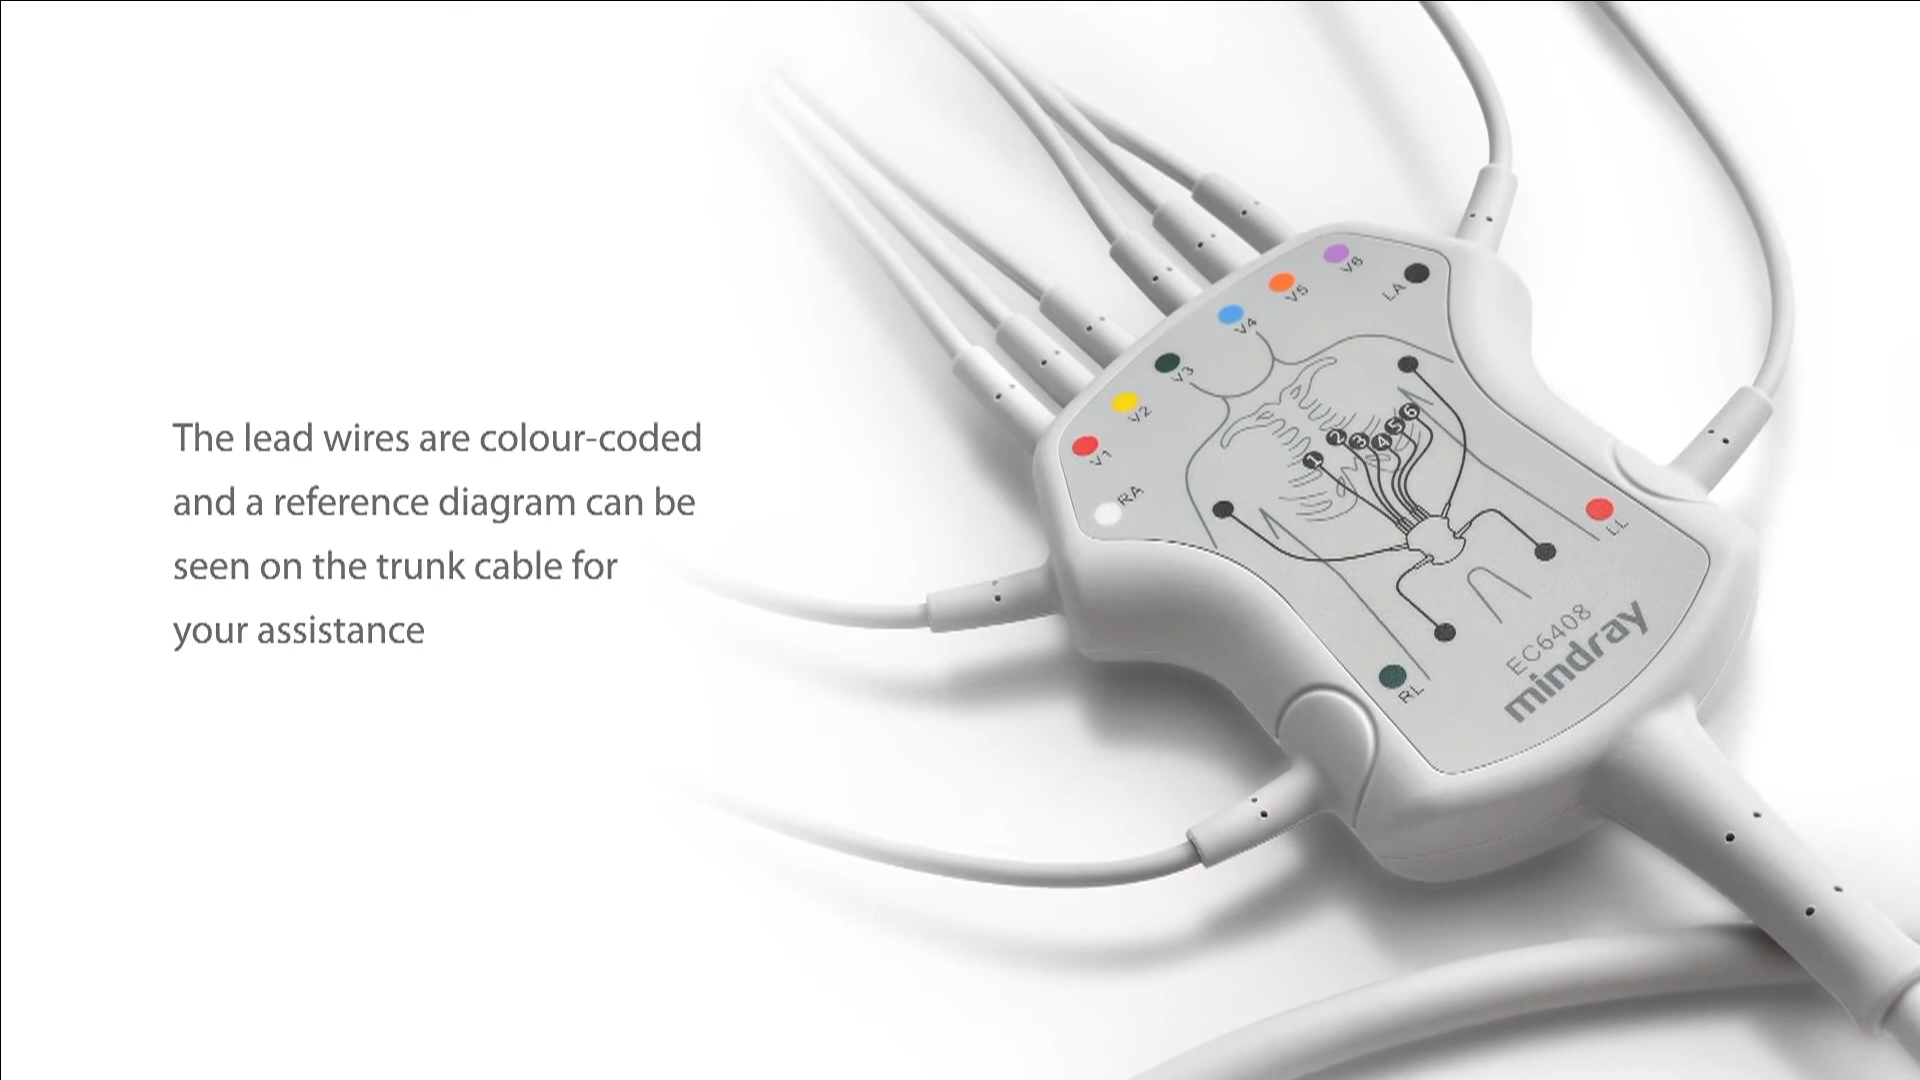 The lead wires are colour-coded
and a reference diagram can be
seen on the trunk cable for
your assistance
V6
LA
V5
V4
V3
V2
V1
RA
6
5
4
3
2
1
LL
RL
EC6408
mindray